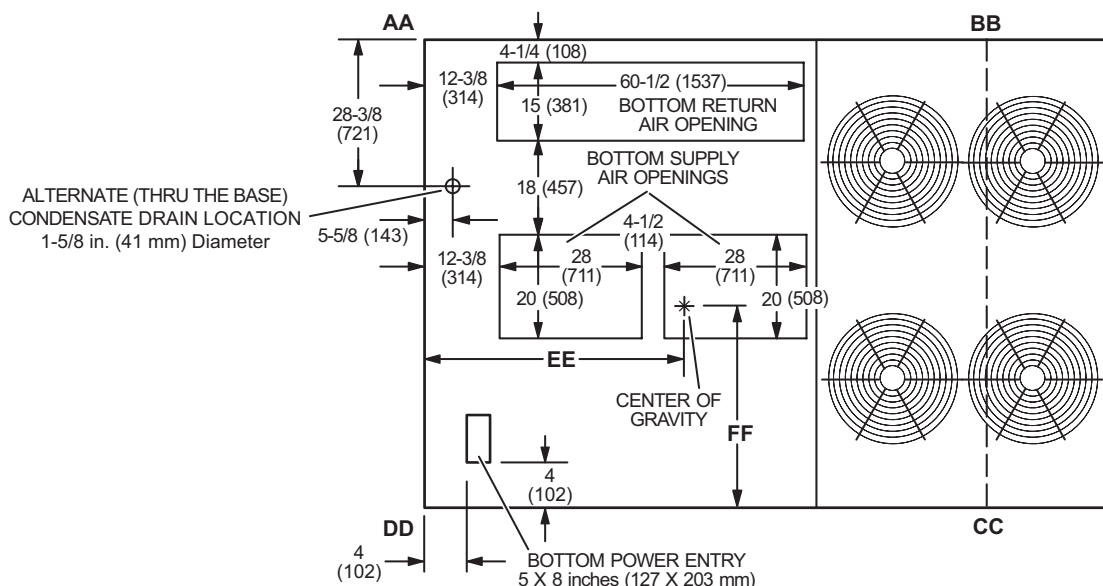 AA
BB
4-1/4 (108)
12-3/8
(314)
60-1/2 (1537)
28-3/8
(721)
15 (381)
BOTTOM RETURN
AIR OPENING
BOTTOM SUPPLY
AIR OPENINGS
18 (457)
ALTERNATE (THRU THE BASE)
CONDENSATE DRAIN LOCATION
1-5/8 in. (41 mm) Diameter
5-5/8 (143)
4-1/2
(114)
12-3/8
(314)
28
(711)
28
(711)
20 (508)
20 (508)
EE
CENTER OF
GRAVITY
FF
4
(102)
DD
CC
4
(102)
BOTTOM POWER ENTRY
5 X 8 inches (127 X 203 mm)